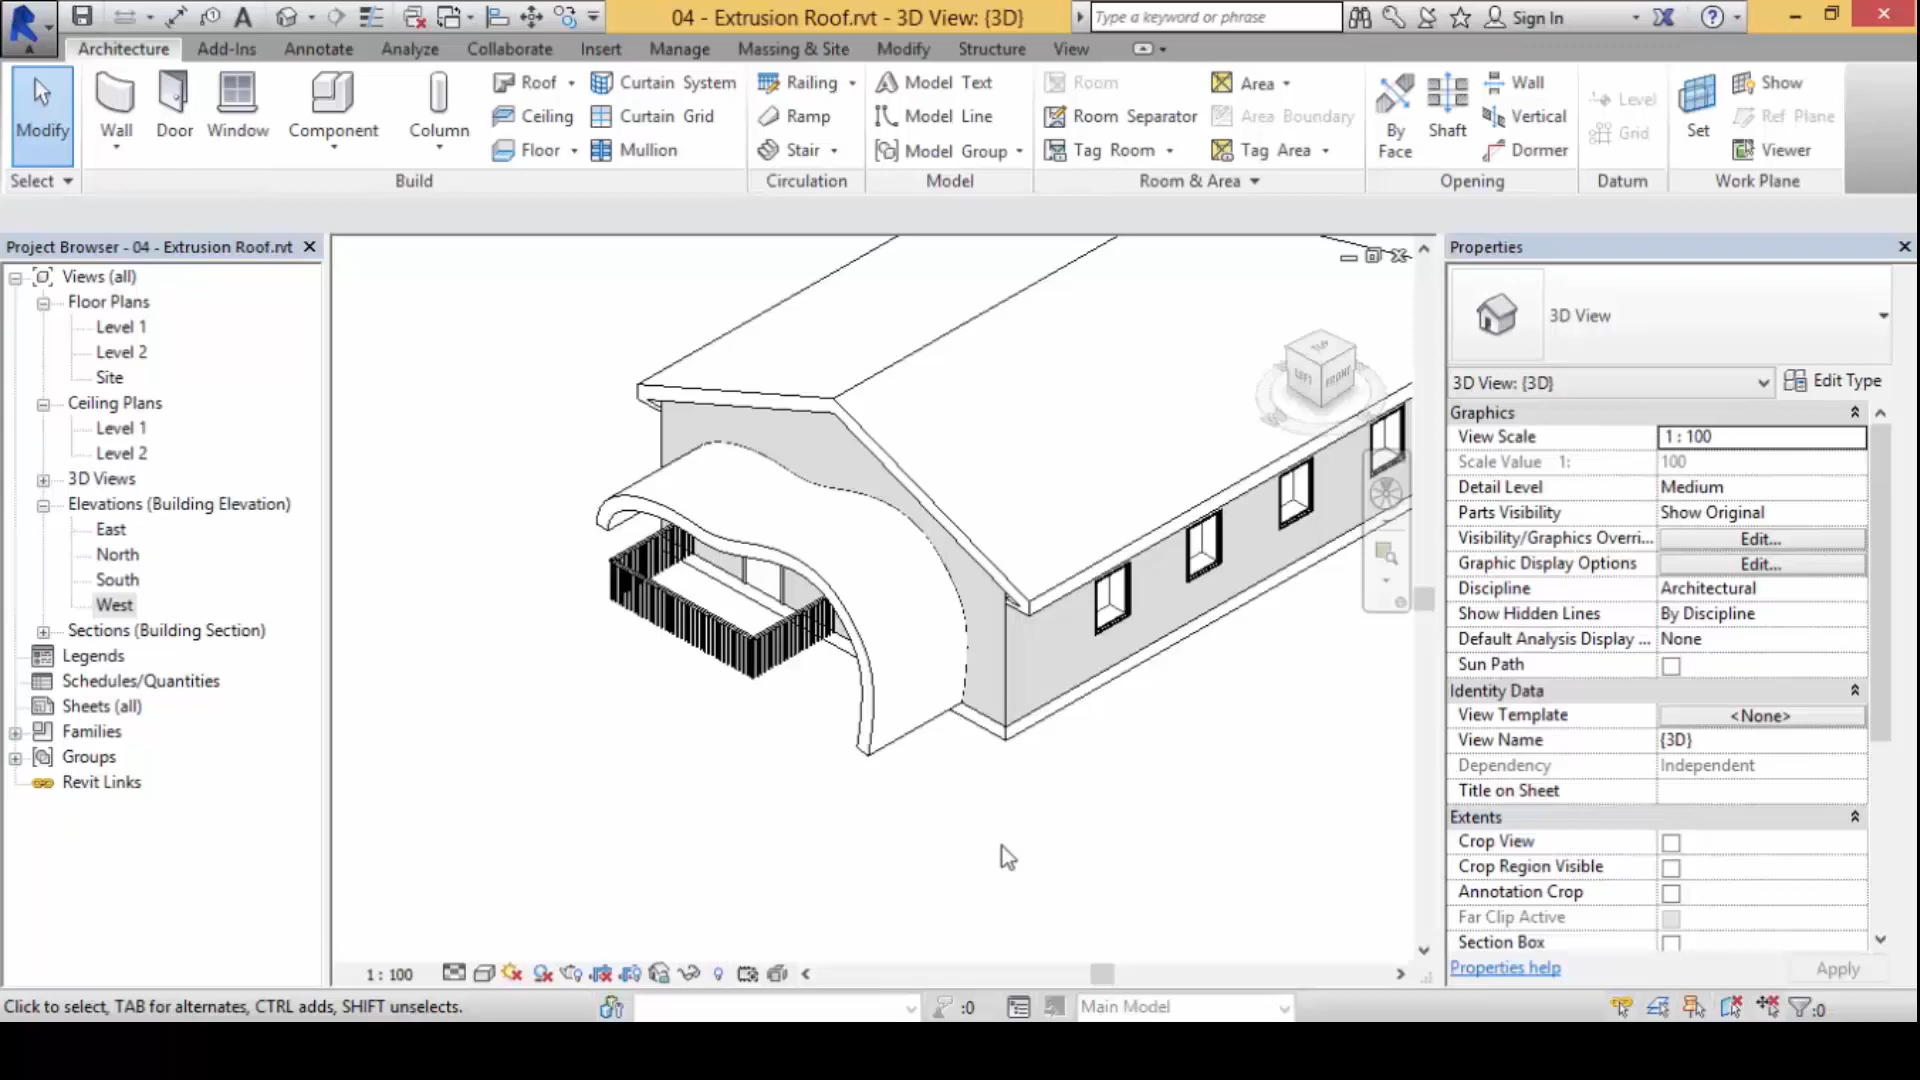 04 - Extrusion Roof.rvt - 3D View: {3D}
Type a keyword or phrase
Sign In
Architecture Add-Ins Annotate Analyze Collaborate Insert Manage Massing & Site Modify Structure View
Modify
Wall
Door
Window
Component
Column
Roof
Ceiling
Floor
Curtain System
Curtain Grid
Mullion
Railing
Ramp
Stair
Model Text
Model Line
Model Group
Room
Room Separator
Tag Room
Area
Area Boundary
Tag Area
By
Face
Shaft
Wall
Vertical
Dormer
Level
Grid
Set
Show
Ref Plane
Viewer
Select
Build
Circulation
Model
Room & Area
Opening
Datum
Work Plane
Project Browser - 04 - Extrusion Roof.rvt
Views (all)
Floor Plans
Level 1
Level 2
Site
Ceiling Plans
Level 1
Level 2
3D Views
Elevations (Building Elevation)
East
North
South
West
Sections (Building Section)
Legends
Schedules/Quantities
Sheets (all)
Families
Groups
Revit Links
TOP
LEFT
FRONT
Properties
3D View
3D View: {3D}
Edit Type
Graphics
View Scale 1 : 100
Scale Value 1: 100
Detail Level Medium
Parts Visibility Show Original
Visibility/Graphics Overri... Edit...
Graphic Display Options Edit...
Discipline Architectural
Show Hidden Lines By Discipline
Default Analysis Display ... None
Sun Path
Identity Data
View Template <None>
View Name {3D}
Dependency Independent
Title on Sheet
Extents
Crop View
Crop Region Visible
Annotation Crop
Far Clip Active
Section Box
Properties help
Apply
1 : 100
Click to select, TAB for alternates, CTRL adds, SHIFT unselects.
:0
Main Model
:0